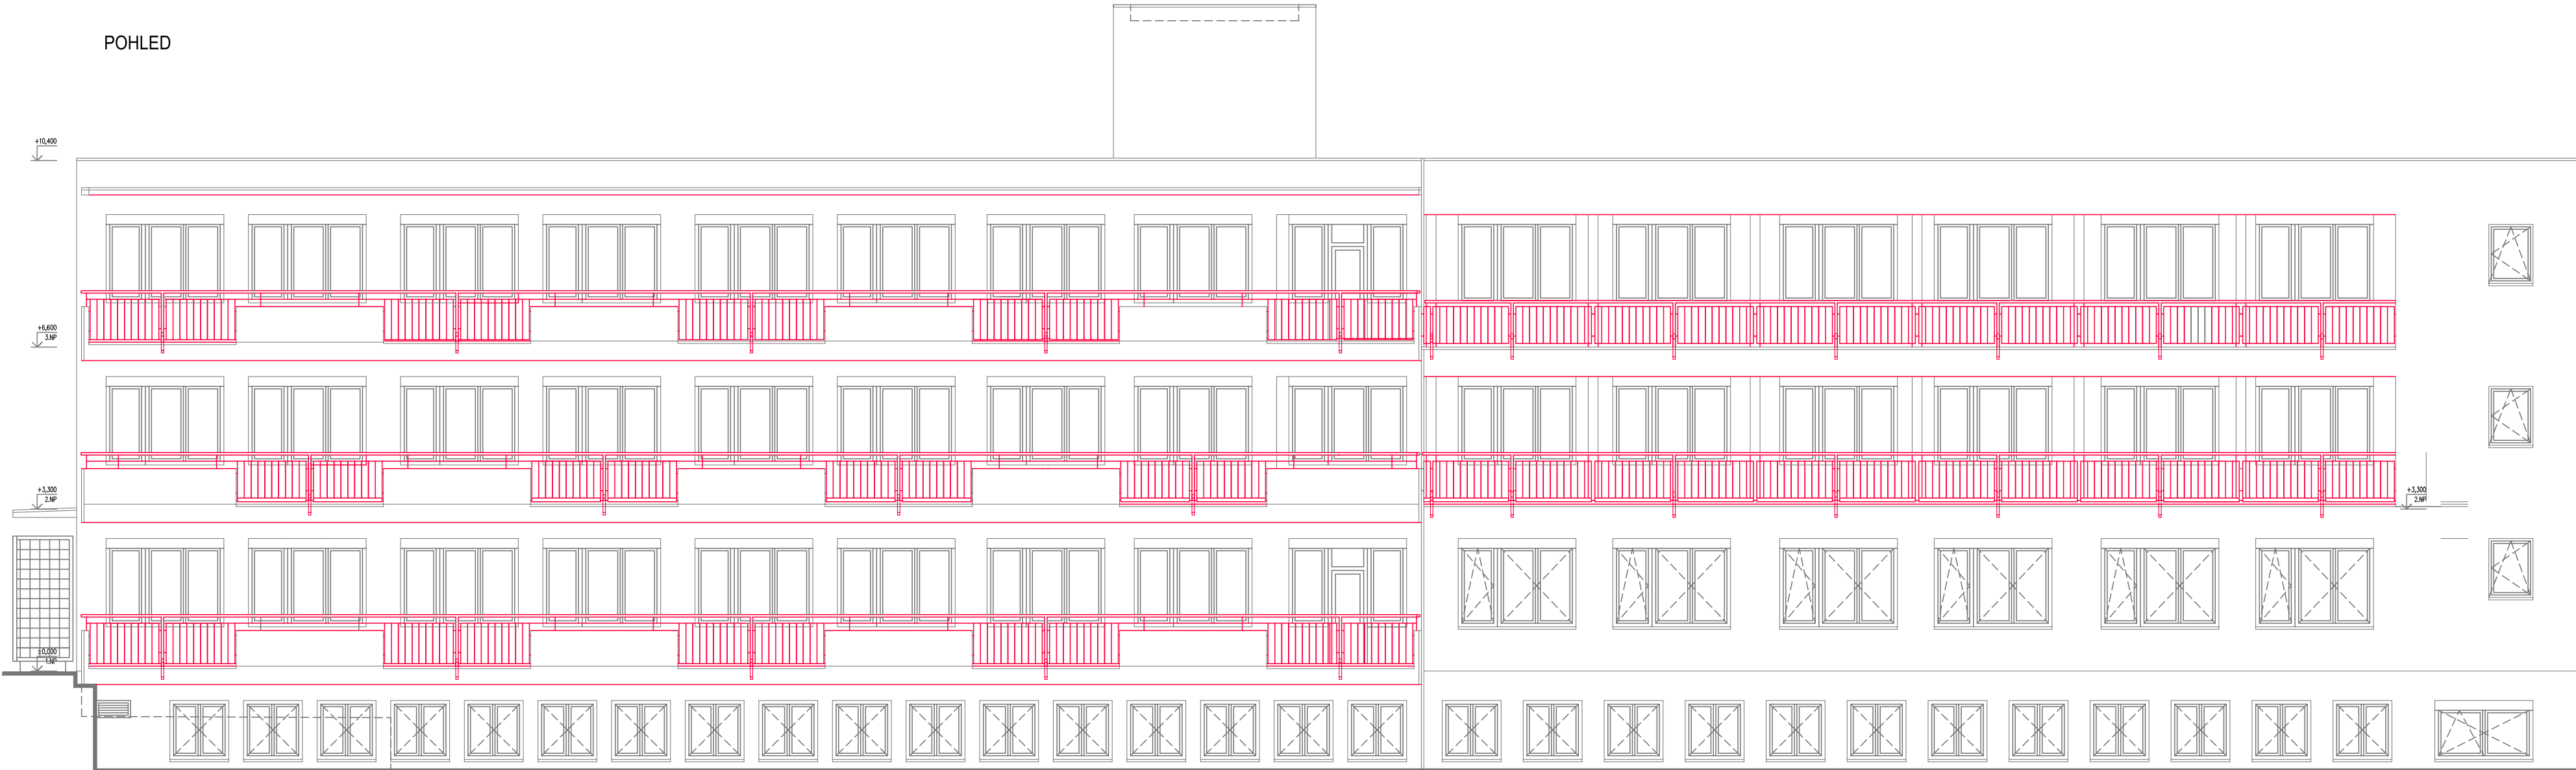 POHLED
+10,400
+6,600
3.NP
+3,300
2.NP
+3,300
2.NP
±0,000
1.NP